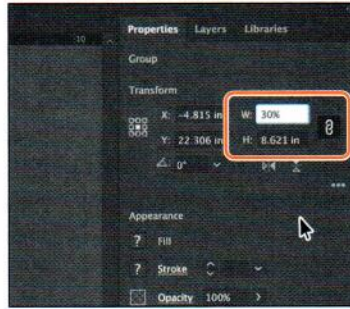 10
Properties Layers Libraries
Group
Transform
X: -4.815 in W: 30%
Y: 22.306 in H: 8.621 in
0°
Appearance
? Fill
? Stroke
Opacity 100%